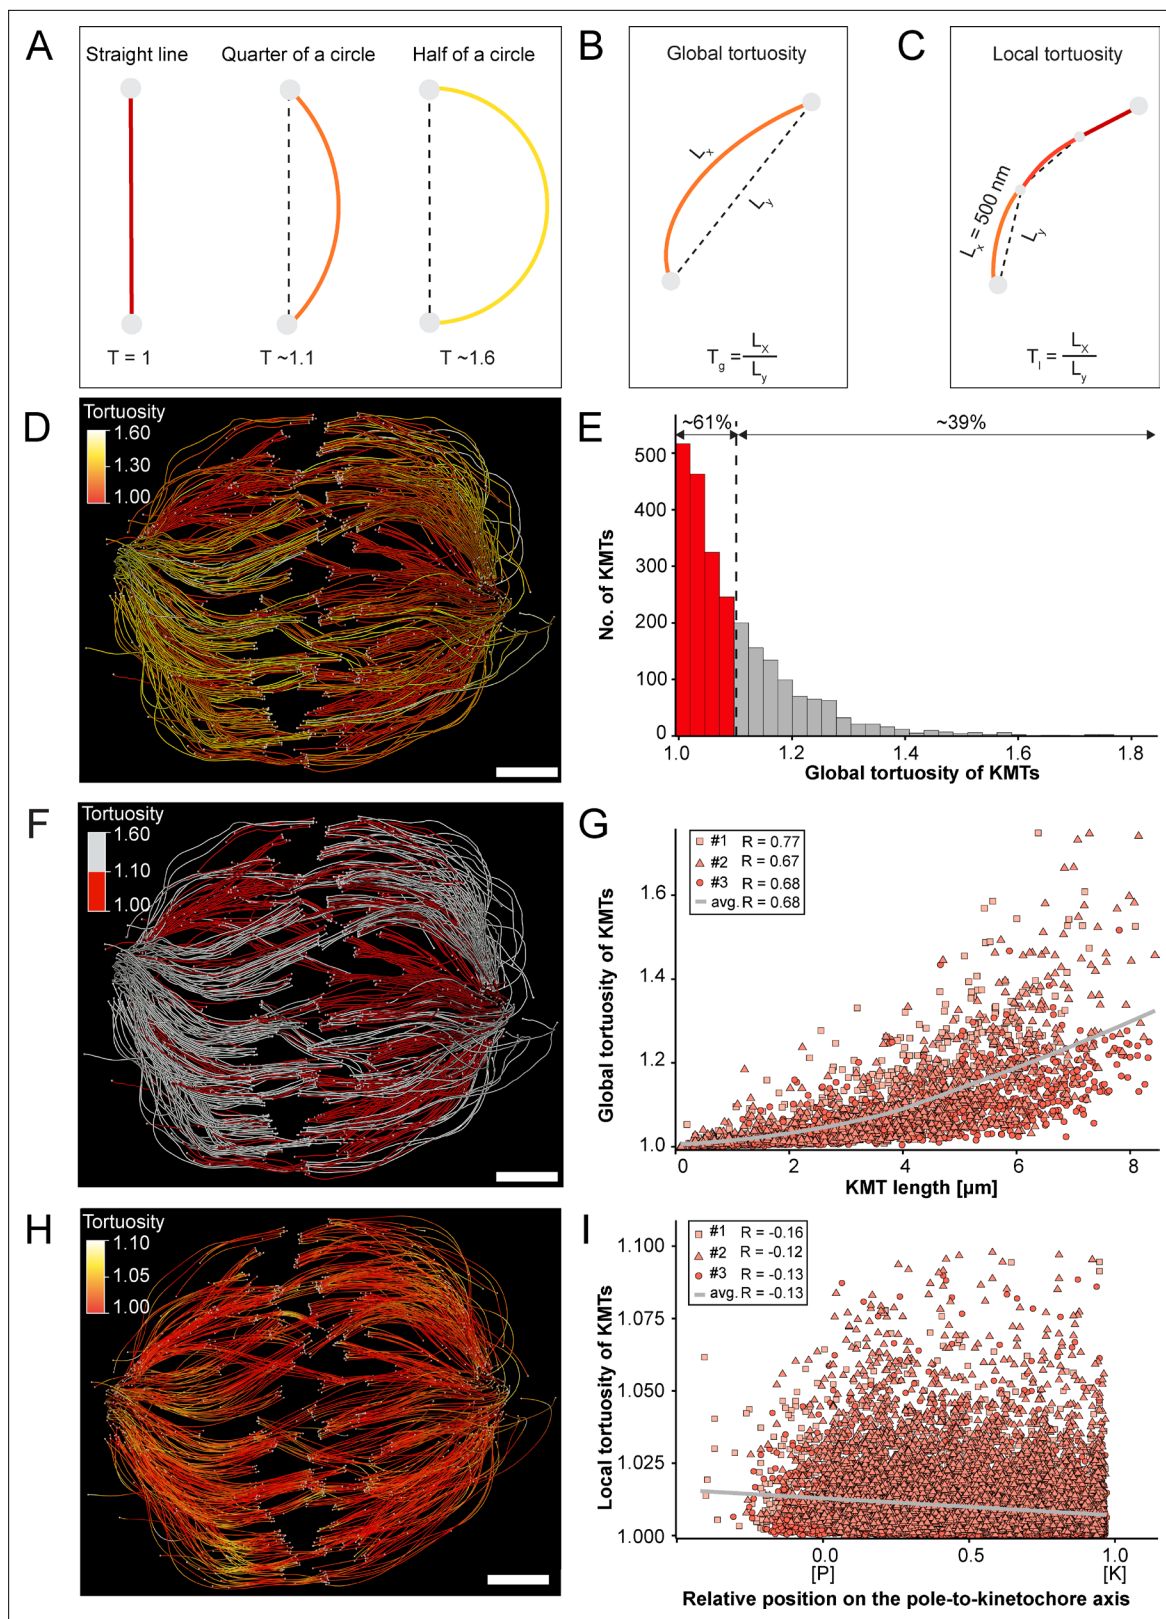 A
Straight line
Quarter of a circle
Half of a circle
T = 1
T ~1.1
T ~1.6
B
Global tortuosity
Lx
Ly
Tg = Lx
Ly
C
Local tortuosity
Lx = 500 nm
Ly
Tl = Lx
Ly
D
Tortuosity
1.60
1.30
1.00
E
~61%
~39%
500
400
300
200
100
0
No. of KMTs
1.0
1.2
1.4
1.6
1.8
Global tortuosity of KMTs
F
Tortuosity
1.60
1.10
1.00
G
#1 R = 0.77
#2 R = 0.67
#3 R = 0.68
avg. R = 0.68
1.6
1.4
1.2
1.0
Global tortuosity of KMTs
0
2
4
6
8
KMT length [µm]
H
Tortuosity
1.10
1.05
1.00
I
#1 R = -0.16
#2 R = -0.12
#3 R = -0.13
avg. R = -0.13
1.100
1.075
1.050
1.025
1.000
Local tortuosity of KMTs
0.0
0.5
1.0
[P]
[K]
Relative position on the pole-to-kinetochore axis